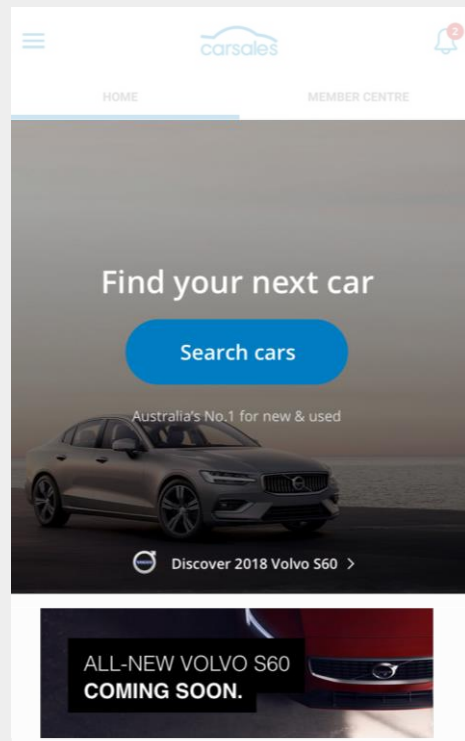 carsales
2
HOME
MEMBER CENTRE
Find your next car
Search cars
Australia's No.1 for new & used
Discover 2018 Volvo S60 >
ALL-NEW VOLVO S60
COMING SOON.